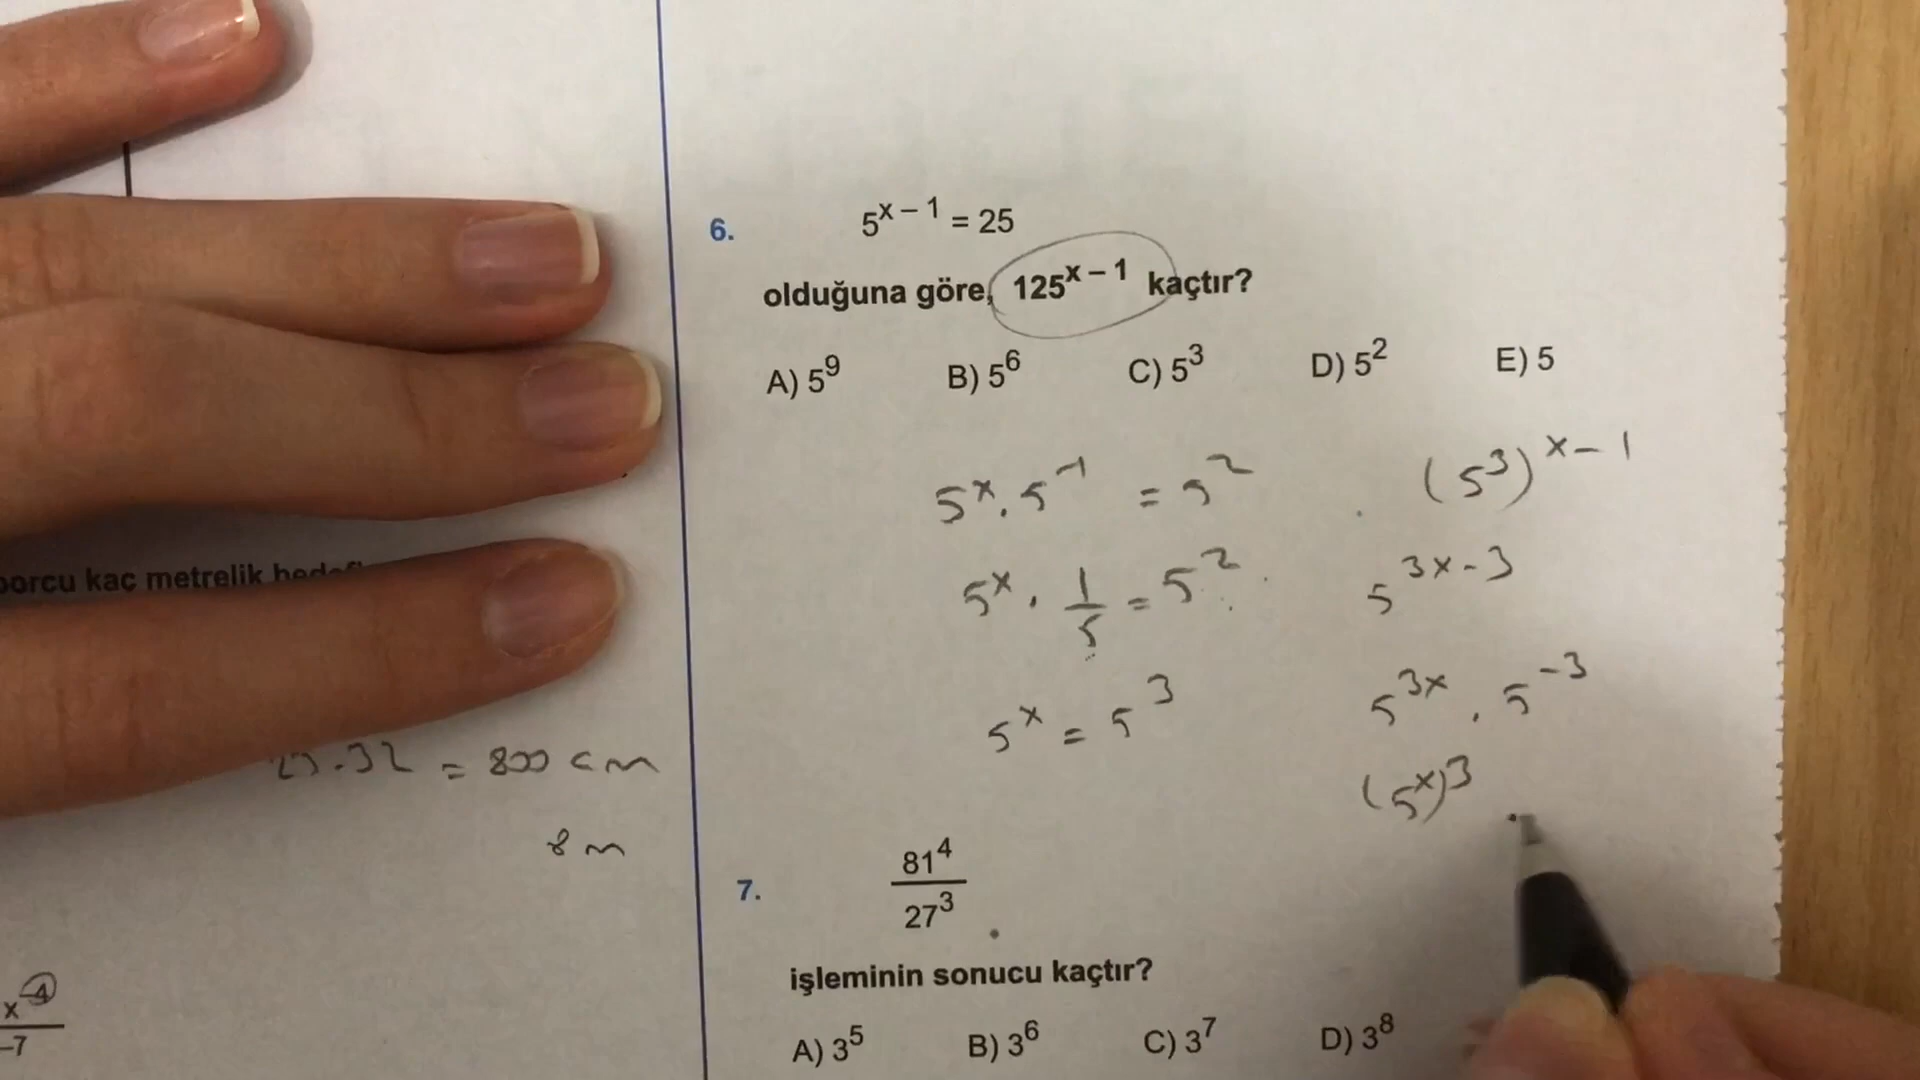 porcu kaç metrelik
= 800 cm
8 m
x^-4
-7
6. 5^x – 1 = 25
olduğuna göre, 125^x – 1 kaçtır?
A) 5^9 B) 5^6 C) 5^3 D) 5^2 E) 5
5^x . 5^-1 = 5^2
5^x . 1/5 = 5^2
5^x = 5^3
(5^3)^x-1
5^3x-3
5^3x . 5^-3
(5^x)^3 .
7. 81^4
27^3
işleminin sonucu kaçtır?
A) 3^5 B) 3^6 C) 3^7 D) 3^8